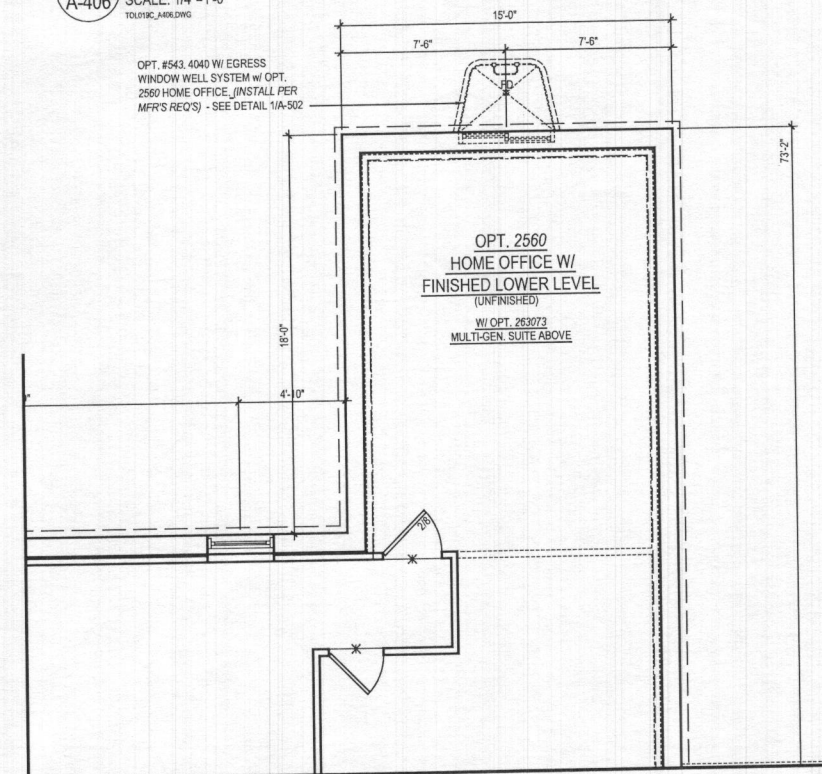 A-406
SCALE: 1/4"=1'-0"
TOL019C_A406.DWG
15'-0"
7'-6"
7'-6"
OPT. #543, 4040 W/ EGRESS
WINDOW WELL SYSTEM w/ OPT.
2560 HOME OFFICE. (INSTALL PER
MFR'S REQ'S) - SEE DETAIL 1/A-502
FD
73'-2"
OPT. 2560
HOME OFFICE W/
FINISHED LOWER LEVEL
(UNFINISHED)
W/ OPT. 263073
MULTI-GEN. SUITE ABOVE
18'-0"
4'-10"
2/8